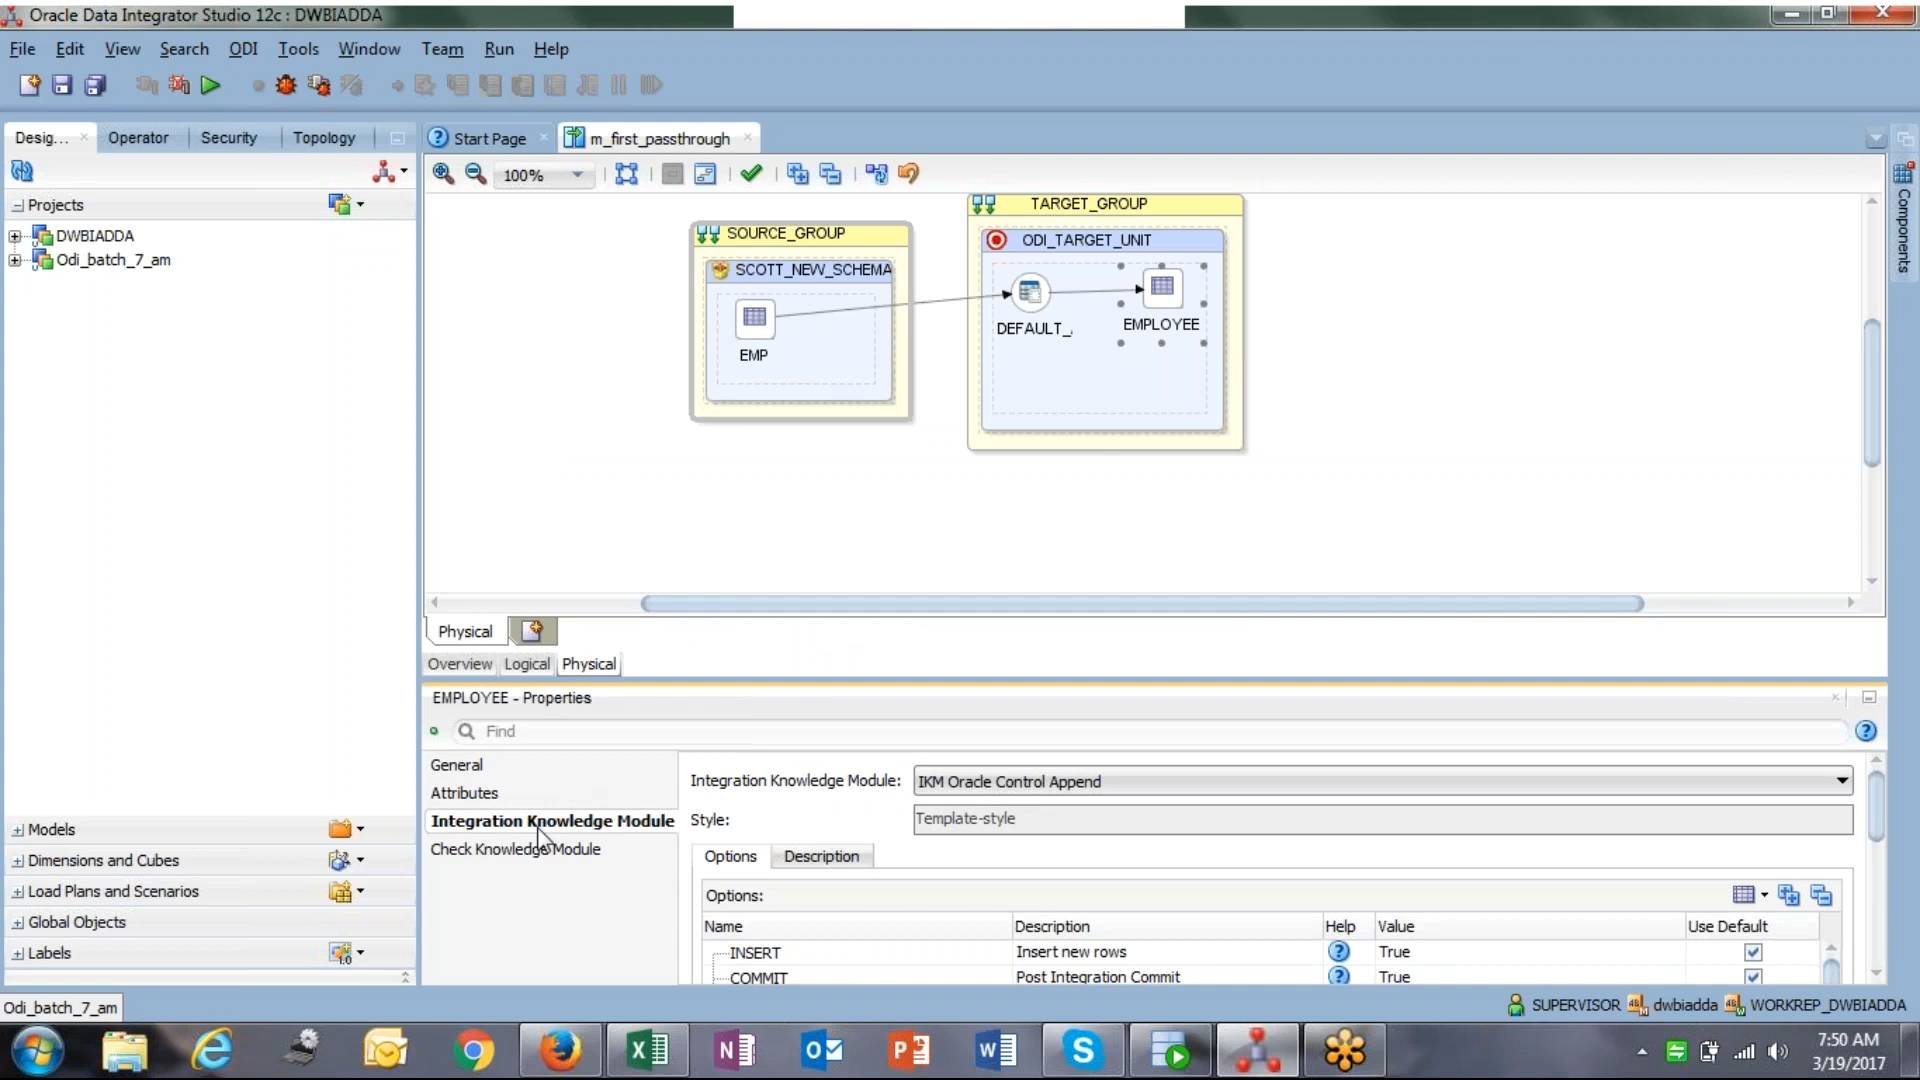 Oracle Data Integrator Studio 12c : DWBIADDA
File Edit View Search ODI Tools Window Team Run Help
Desig... Operator Security Topology
Start Page m_first_passthrough
100%
Projects
DWBIADDA
Odi_batch_7_am
Components
SOURCE_GROUP
SCOTT_NEW_SCHEMA
EMP
TARGET_GROUP
ODI_TARGET_UNIT
DEFAULT_
EMPLOYEE
Physical
Overview Logical Physical
EMPLOYEE - Properties
Find
General
Attributes
Integration Knowledge Module
Check Knowledge Module
Integration Knowledge Module: IKM Oracle Control Append
Style: Template-style
Options Description
Options:
Name Description Help Value Use Default
INSERT Insert new rows True
COMMIT Post Integration Commit True
Models
Dimensions and Cubes
Load Plans and Scenarios
Global Objects
Labels
Odi_batch_7_am
SUPERVISOR dwbiadda WORKREP_DWBIADDA
7:50 AM
3/19/2017